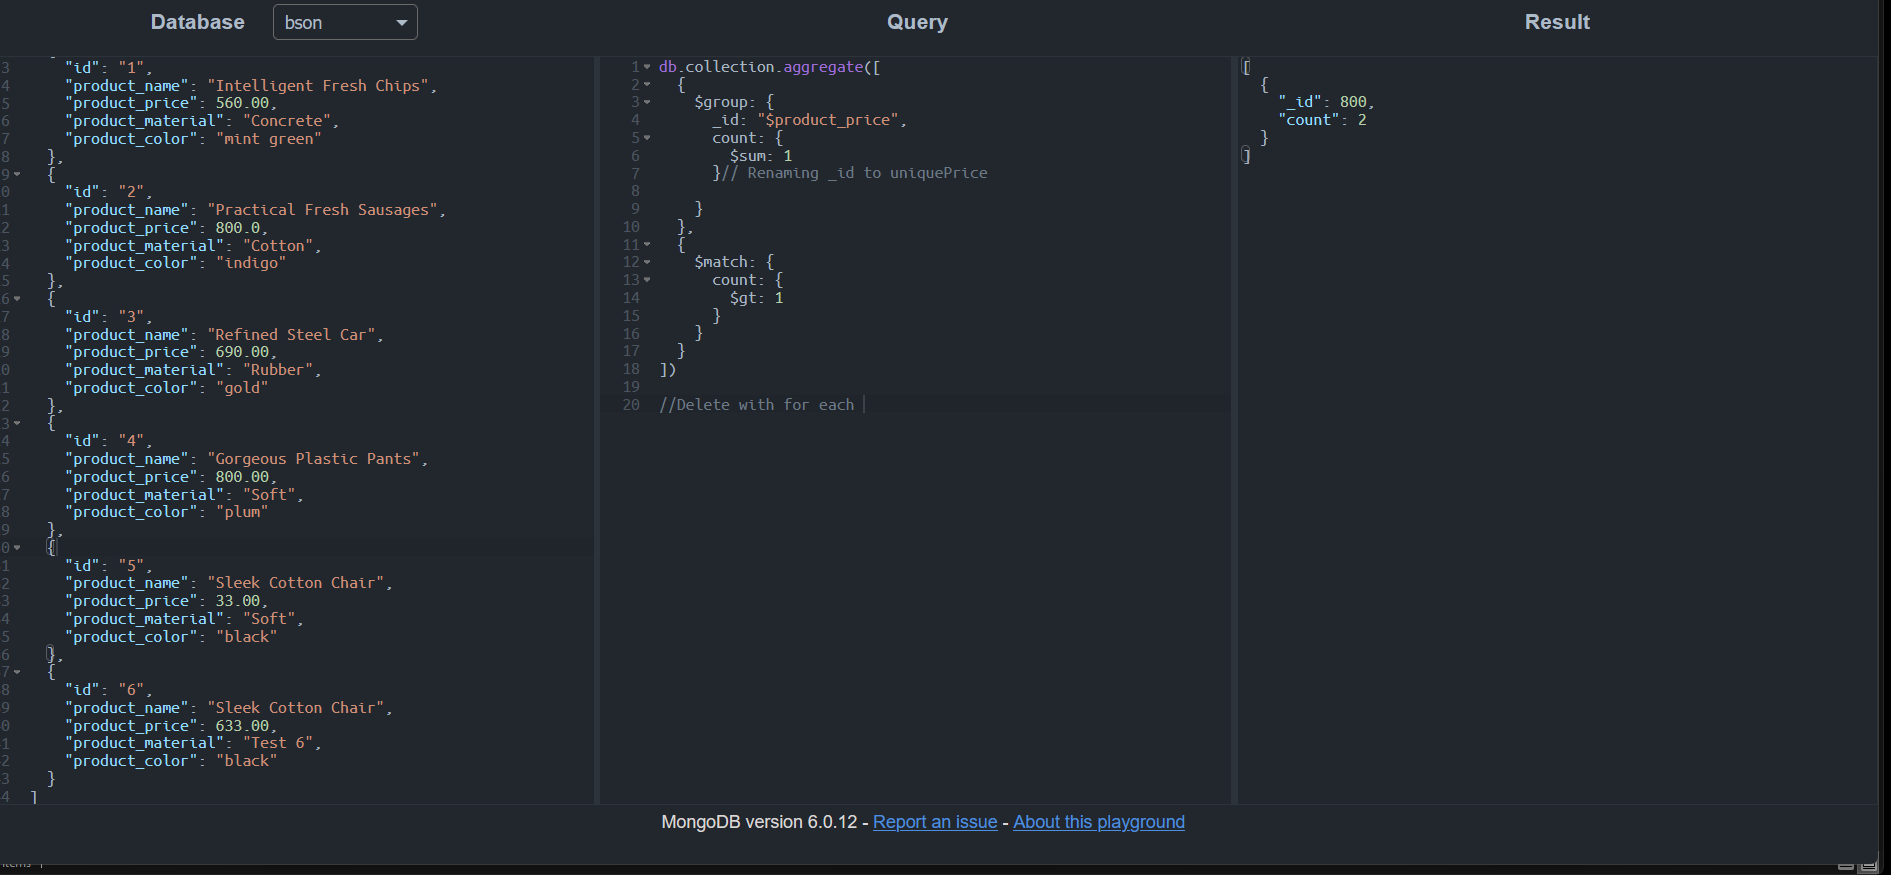 Database bson Query Result
3 "id": "1",
4 "product_name": "Intelligent Fresh Chips",
5 "product_price": 560.00,
6 "product_material": "Concrete",
7 "product_color": "mint green"
8 },
9 {
0 "id": "2",
1 "product_name": "Practical Fresh Sausages",
2 "product_price": 800.0,
3 "product_material": "Cotton",
4 "product_color": "indigo"
5 },
6 {
7 "id": "3",
8 "product_name": "Refined Steel Car",
9 "product_price": 690.00,
0 "product_material": "Rubber",
1 "product_color": "gold"
2 },
3 {
4 "id": "4",
5 "product_name": "Gorgeous Plastic Pants",
6 "product_price": 800.00,
7 "product_material": "Soft",
8 "product_color": "plum"
9 },
0 {
1 "id": "5",
2 "product_name": "Sleek Cotton Chair",
3 "product_price": 33.00,
4 "product_material": "Soft",
5 "product_color": "black"
6 },
7 {
8 "id": "6",
9 "product_name": "Sleek Cotton Chair",
0 "product_price": 633.00,
1 "product_material": "Test 6",
2 "product_color": "black"
3 }
4 ]
1 db.collection.aggregate([
2 {
3 $group: {
4 _id: "$product_price",
5 count: {
6 $sum: 1
7 }// Renaming _id to uniquePrice
8
9 }
10 },
11 {
12 $match: {
13 count: {
14 $gt: 1
15 }
16 }
17 }
18 ])
19
20 //Delete with for each
[
{
"_id": 800,
"count": 2
}
]
MongoDB version 6.0.12 - Report an issue - About this playground